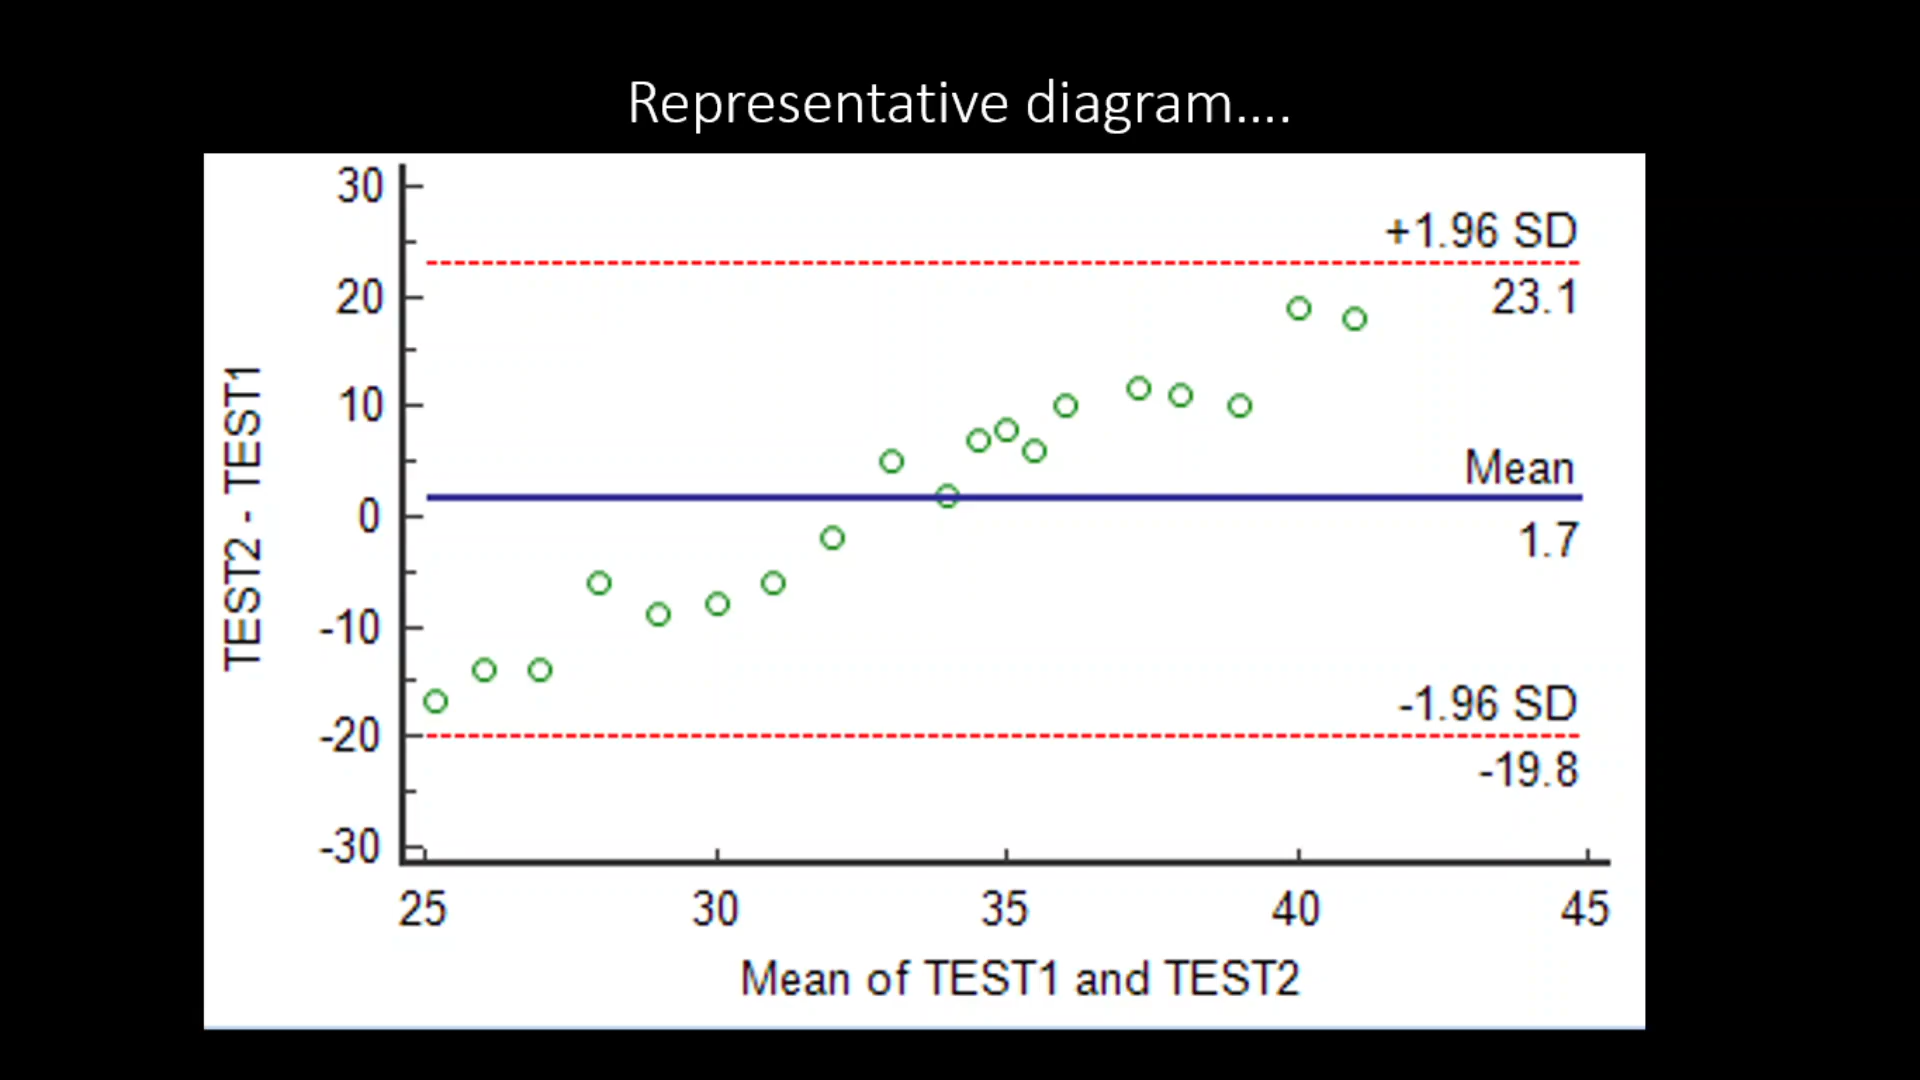 Representative diagram....
30
+1.96 SD
20
23.1
10
Mean
0
1.7
-10
-1.96 SD
-20
-19.8
-30
TEST2 - TEST1
25 30 35 40 45
Mean of TEST1 and TEST2